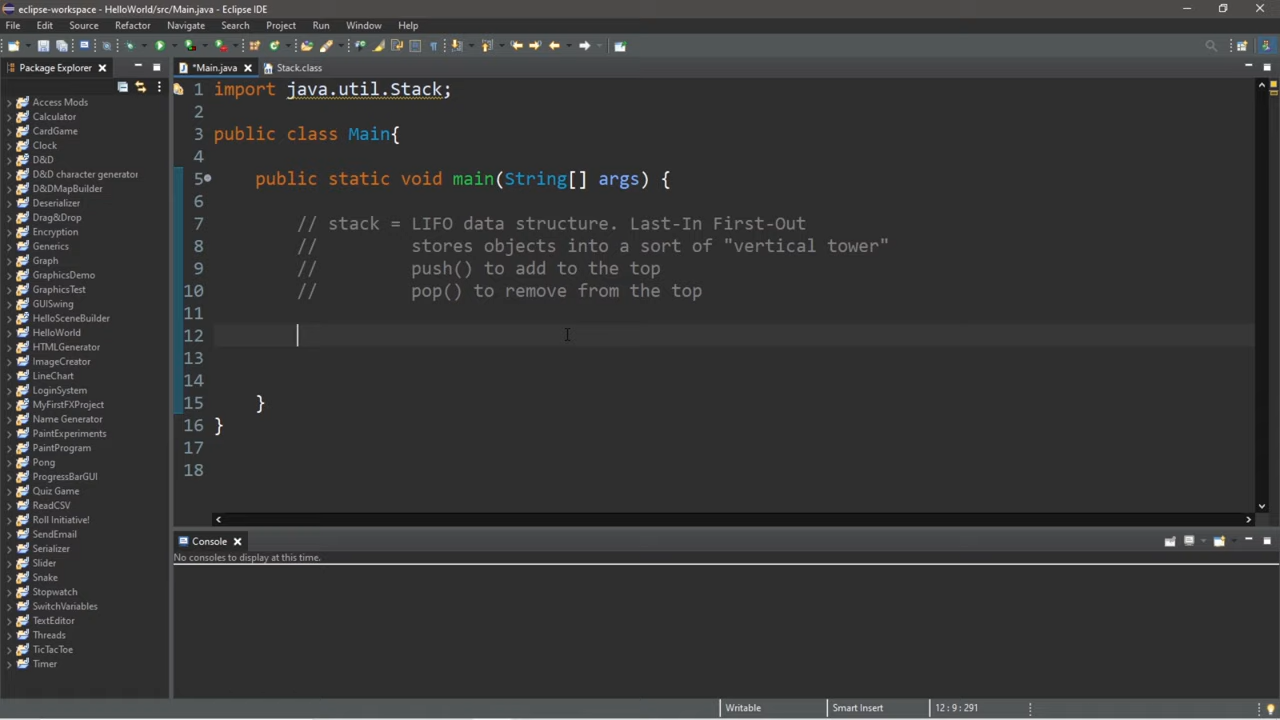 eclipse-workspace - HelloWorld/src/Main.java - Eclipse IDE
File Edit Source Refactor Navigate Search Project Run Window Help
Package Explorer
*Main.java
Stack.class
Access Mods
Calculator
CardGame
Clock
D&D
D&D character generator
D&DMapBuilder
Deserializer
Drag&Drop
Encryption
Generics
Graph
GraphicsDemo
GraphicsTest
GUISwing
HelloSceneBuilder
HelloWorld
HTMLGenerator
ImageCreator
LineChart
LoginSystem
MyFirstFXProject
Name Generator
PaintExperiments
PaintProgram
Pong
ProgressBarGUI
Quiz Game
ReadCSV
Roll Initiative!
SendEmail
Serializer
Slider
Snake
Stopwatch
SwitchVariables
TextEditor
Threads
TicTacToe
Timer
1 import java.util.Stack;
2
3 public class Main{
4
5 public static void main(String[] args) {
6
7 // stack = LIFO data structure. Last-In First-Out
8 // stores objects into a sort of "vertical tower"
9 // push() to add to the top
10 // pop() to remove from the top
11
12
13
14
15 }
16 }
17
18
Console
No consoles to display at this time.
Writable Smart Insert 12 : 9 : 291